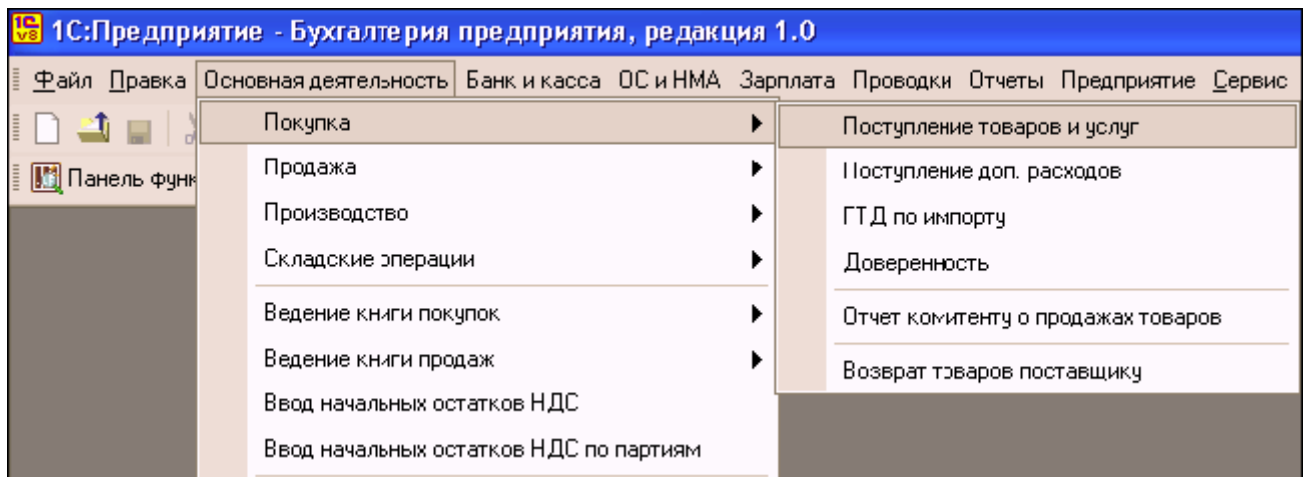 1С:Предприятие - Бухгалтерия предприятия, редакция 1.0
Файл Правка Основная деятельность Банк и касса ОС и НМА Зарплата Проводки Отчеты Предприятие Сервис
Панель функ
Покупка
Продажа
Производство
Складские операции
Ведение книги покупок
Ведение книги продаж
Ввод начальных остатков НДС
Ввод начальных остатков НДС по партиям
Поступление товаров и услуг
Поступление доп. расходов
ГТД по импорту
Доверенность
Отчет комитенту о продажах товаров
Возврат товаров поставщику